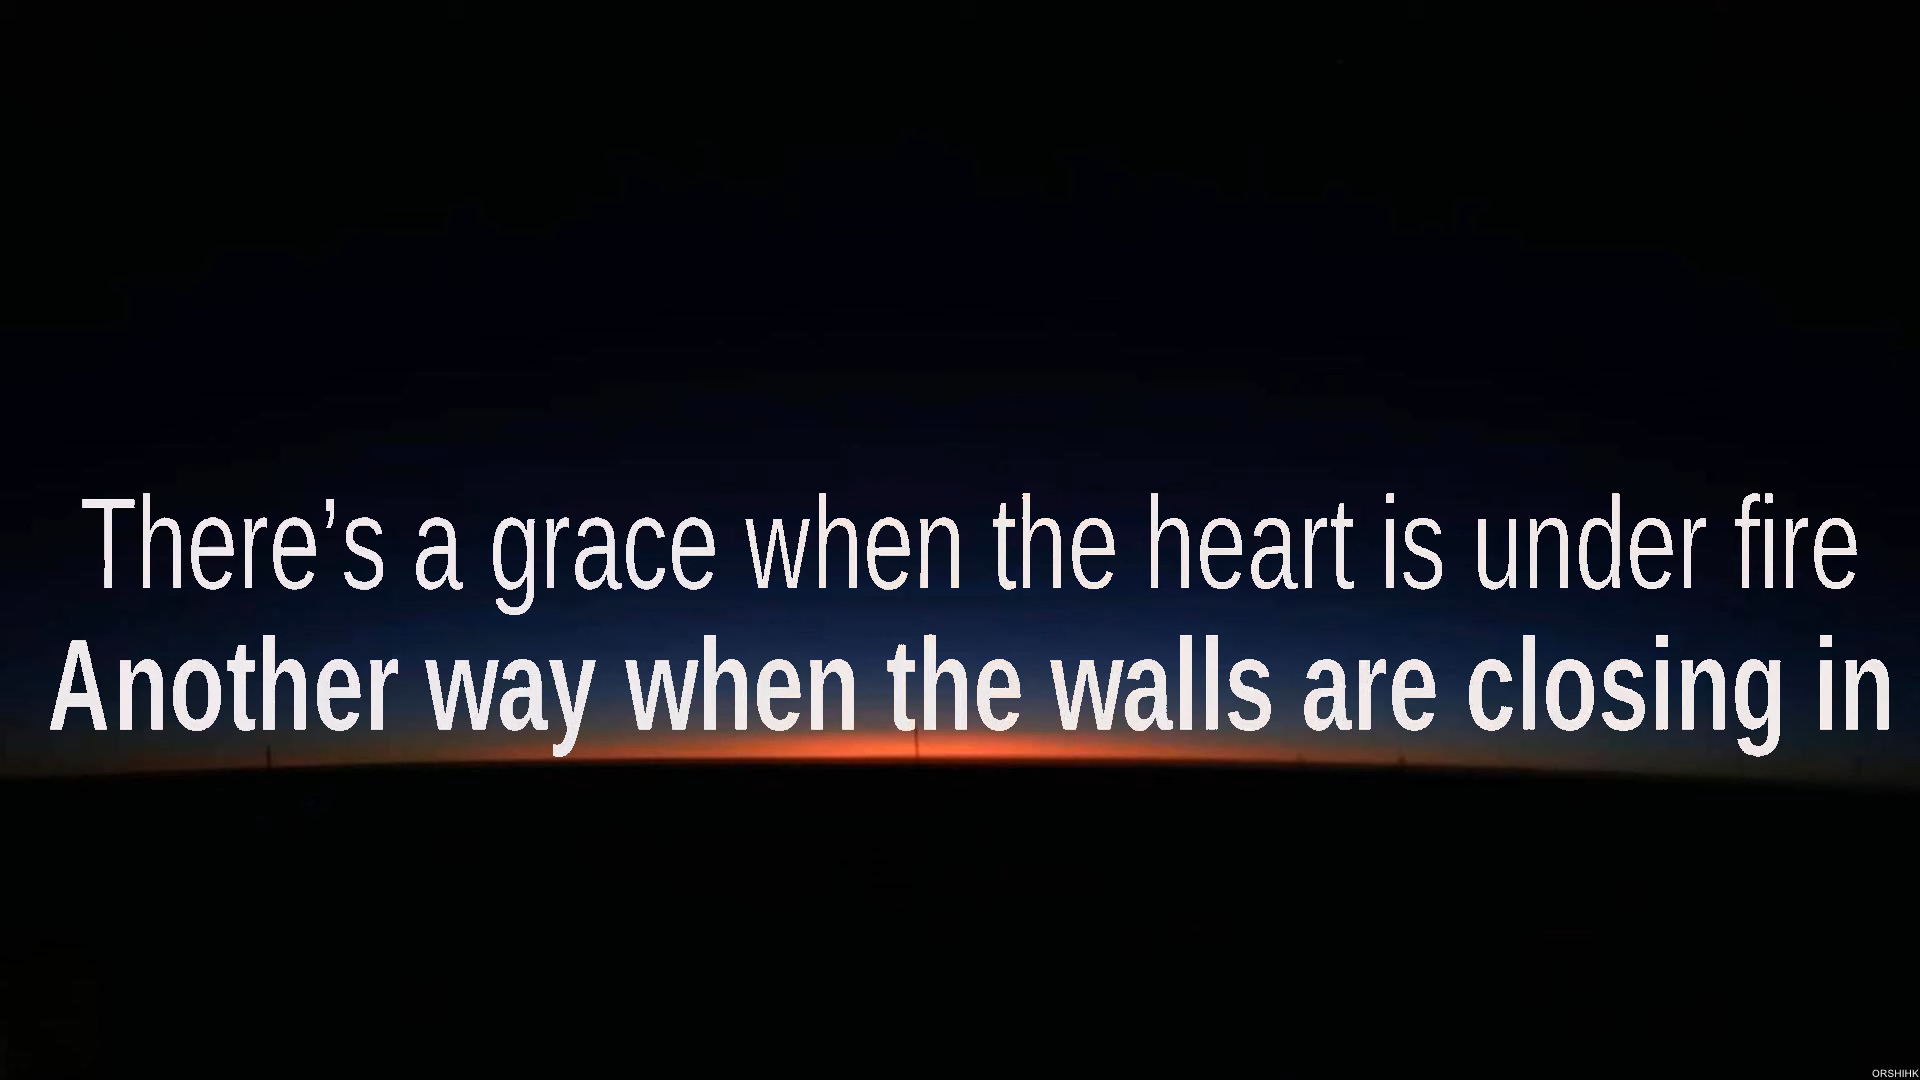 There’s a grace when the heart is under fire
Another way when the walls are closing in
ORSHIHK